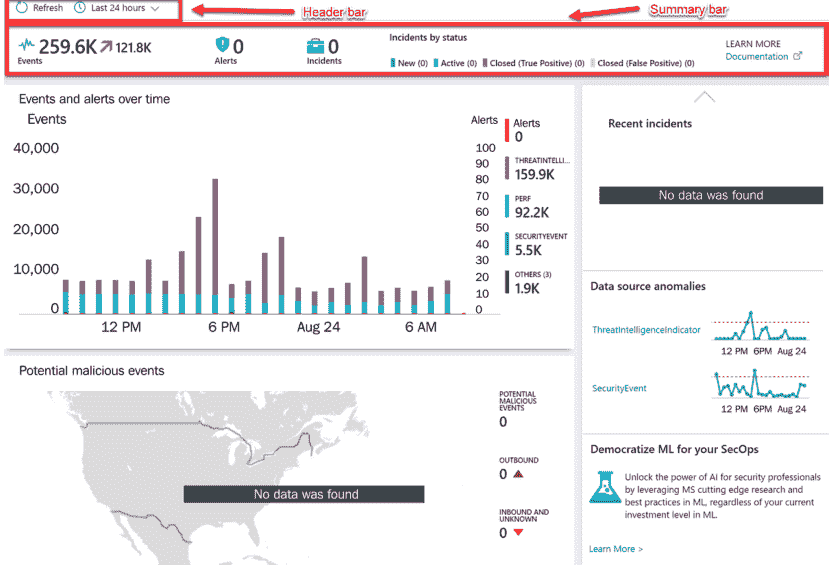 Refresh Last 24 hours
Header bar
Summary bar
259.6K 121.8K
Events
0
Alerts
0
Incidents
Incidents by status
New (0) Active (0) Closed (True Positive) (0) Closed (False Positive) (0)
LEARN MORE
Documentation
Events and alerts over time
Events
40,000
30,000
20,000
10,000
0
12 PM 6 PM Aug 24 6 AM
Alerts
100
90
80
70
60
50
40
30
20
10
0
Alerts
0
THREATINTELLI...
159.9K
PERF
92.2K
SECURITYEVENT
5.5K
OTHERS (3)
1.9K
Potential malicious events
No data was found
POTENTIAL
MALICIOUS
EVENTS
0
OUTBOUND
0
INBOUND AND
UNKNOWN
0
Recent incidents
No data was found
Data source anomalies
ThreatIntelligenceIndicator
12 PM 6PM Aug 24
SecurityEvent
12 PM 6PM Aug 24
Democratize ML for your SecOps
Unlock the power of AI for security professionals
by leveraging MS cutting edge research and
best practices in ML, regardless of your current
investment level in ML.
Learn More >